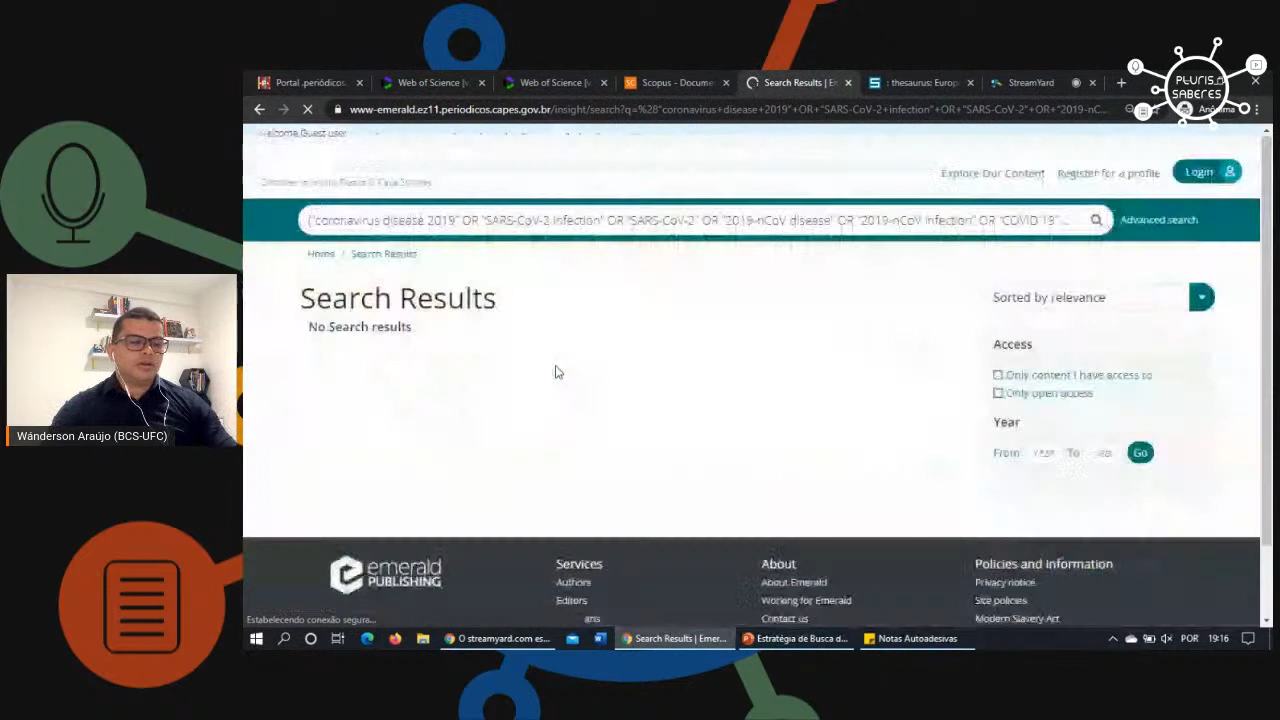 Portal .periódicos.
Web of Science [v
Web of Science [v
Scopus - Docume
Search Results | E
: thesaurus: Europ
StreamYard
PLURIS
SABERES
www-emerald.ez11.periodicos.capes.gov.br/insight/search?q=%28"coronavirus+disease+2019"+OR+"SARS-CoV-2+infection"+OR+"SARS-CoV-2"+OR+"2019-nC...
Welcome Guest user
Explore Our Content
Register for a profile
Login
("coronavirus disease 2019" OR "SARS-CoV-2 infection" OR "SARS-CoV-2" OR "2019-nCoV disease" OR "2019-nCoV infection" OR "COVID 19"...
Advanced search
Home / Search Results
Search Results
Sorted by relevance
No Search results
Access
Only content I have access to
Only open access
Year
From
To
Go
Wánderson Araújo (BCS-UFC)
emerald
PUBLISHING
Services
About
Policies and information
Authors
About Emerald
Privacy notice
Editors
Working for Emerald
Site policies
Estabelecendo conexão segura...
ans
Contact us
Modern Slavery Act
O streamyard.com es...
Search Results | Emer...
Estratégia de Busca d...
Notas Autoadesivas
POR
19:16